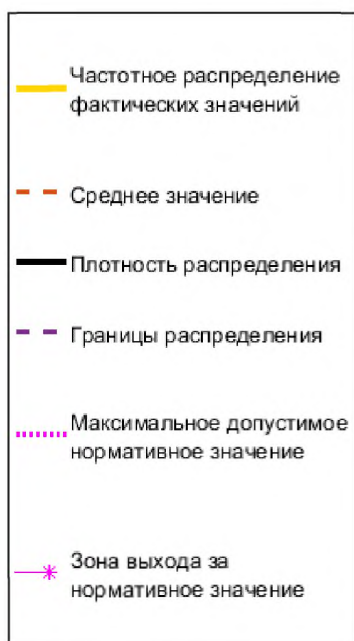 Частотное распределение
фактических значений
Среднее значение
Плотность распределения
Границы распределения
Максимальное допустимое
нормативное значение
Зона выхода за
нормативное значение